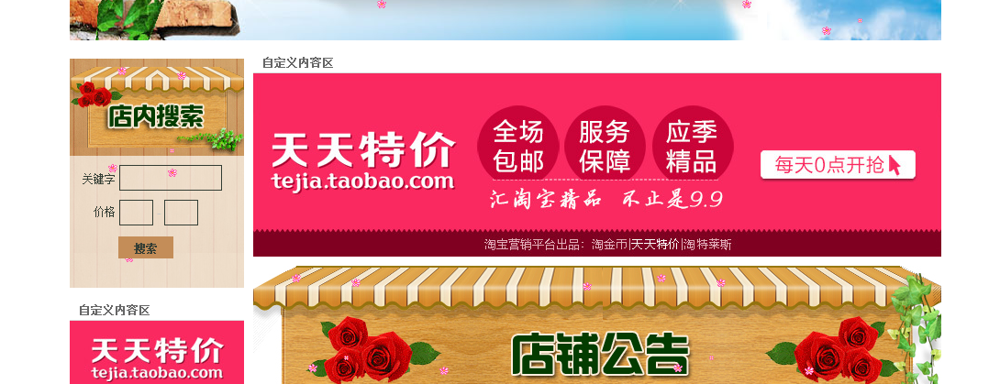 自定义内容区
店内搜索
关键字
价格
搜索
天天特价
tejia.taobao.com
全场
包邮
服务
保障
应季
精品
汇淘宝精品 不止是9.9
每天0点开抢
淘宝营销平台出品：淘金币|天天特价|淘特莱斯
自定义内容区
天天特价
tejia.taobao.com
店铺公告